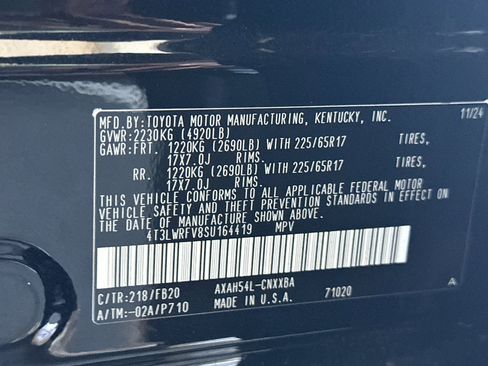 MFD.BY:TOYOTA MOTOR MANUFACTURING, KENTUCKY, INC. 11/24
GVWR:2230KG (4920LB)
GAWR:FRT. 1220KG (2690LB) WITH 225/65R17 TIRES,
17X7.0J RIMS.
RR. 1220KG (2690LB) WITH 225/65R17 TIRES,
17X7.0J RIMS.
THIS VEHICLE CONFORMS TO ALL APPLICABLE FEDERAL MOTOR
VEHICLE SAFETY AND THEFT PREVENTION STANDARDS IN EFFECT ON
THE DATE OF MANUFACTURE SHOWN ABOVE.
4T3LWRFV8SU164419 MPV
C/TR:218/FB20 AXAH54L-CNXXBA A
A/TM:-02A/P710 MADE IN U.S.A. 71020